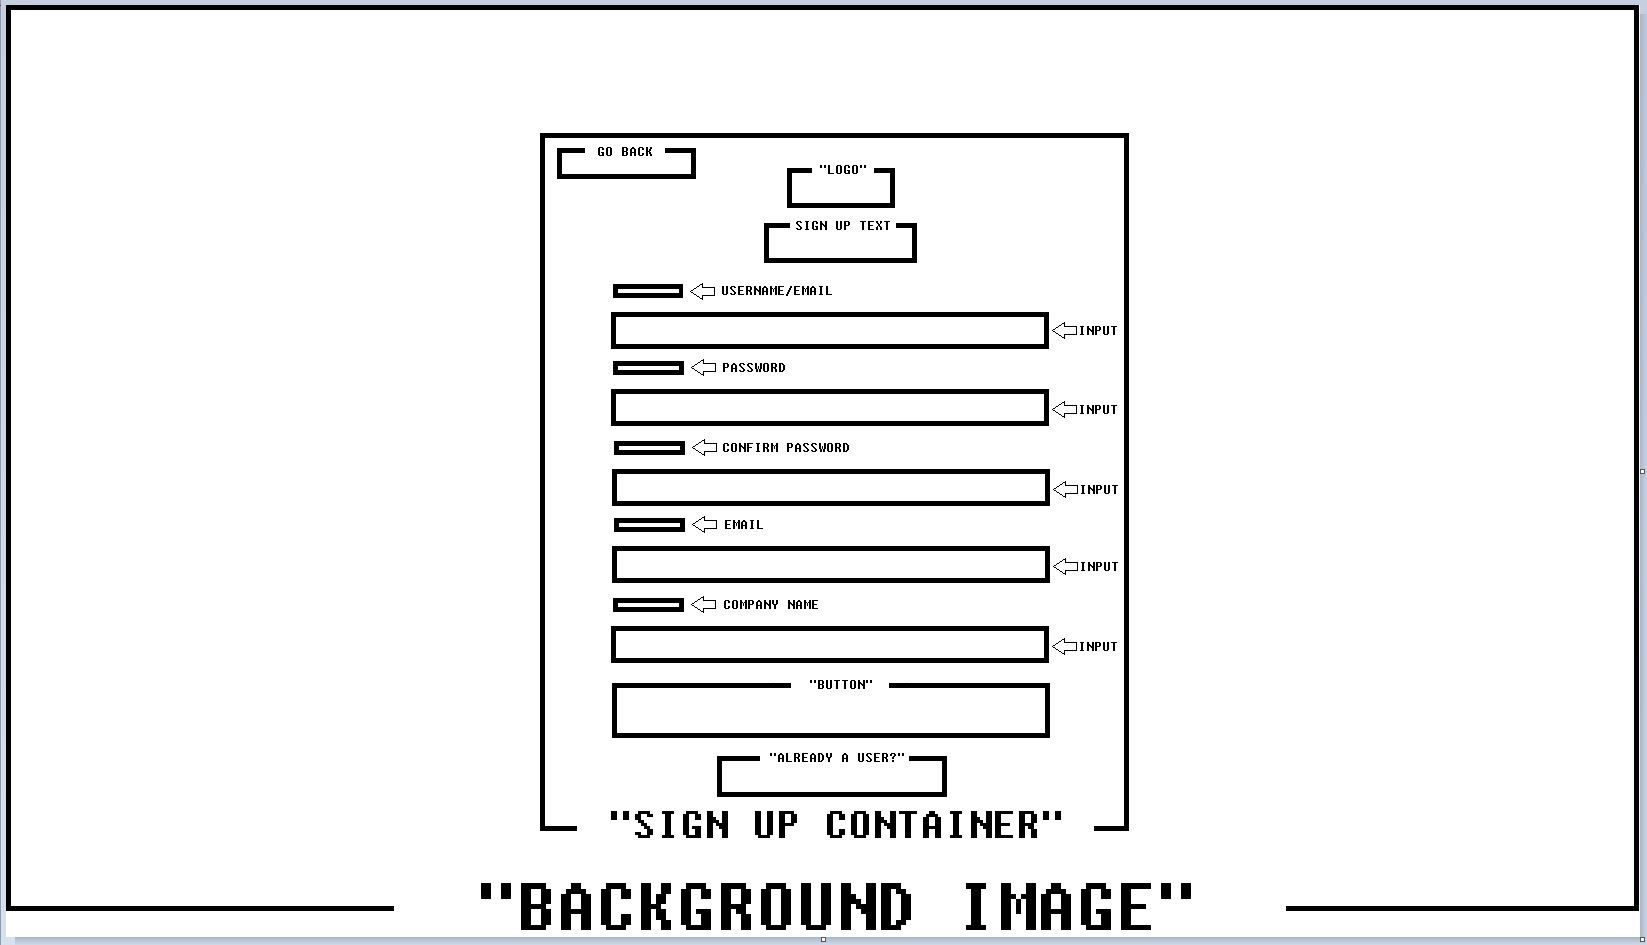 GO BACK
"LOGO"
SIGN UP TEXT
USERNAME/EMAIL
INPUT
PASSWORD
INPUT
CONFIRM PASSWORD
INPUT
EMAIL
INPUT
COMPANY NAME
INPUT
"BUTTON"
"ALREADY A USER?"
"SIGN UP CONTAINER"
"BACKGROUND IMAGE"